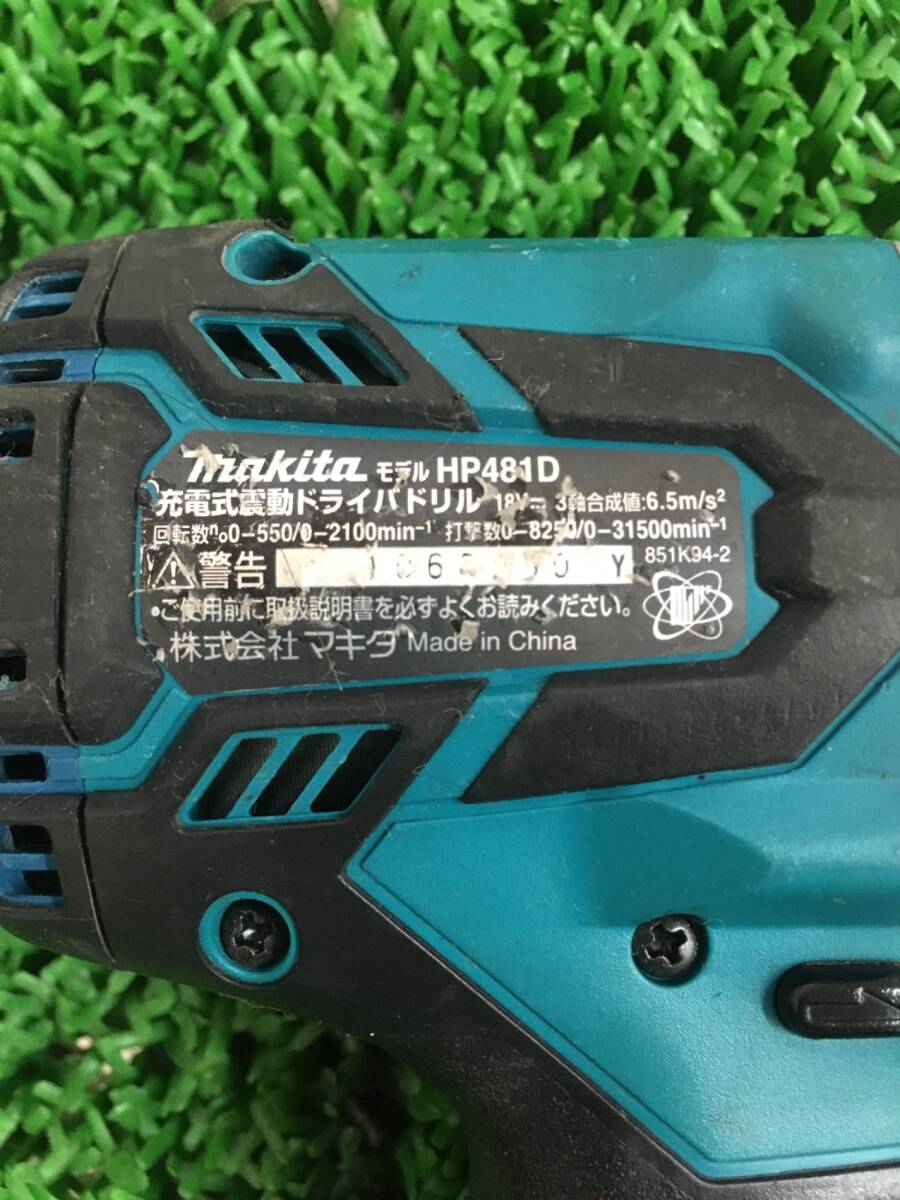 makita モデル HP481D
充電式震動ドライバドリル 18V⎓ 3軸合成値:6.5m/s²
回転数n₀0-550/0-2100min⁻¹ 打撃数0-8250/0-31500min⁻¹
⚠警告 Y 851K94-2
•ご使用前に取扱説明書を必ずよくお読みください。
株式会社 マキタ Made in China